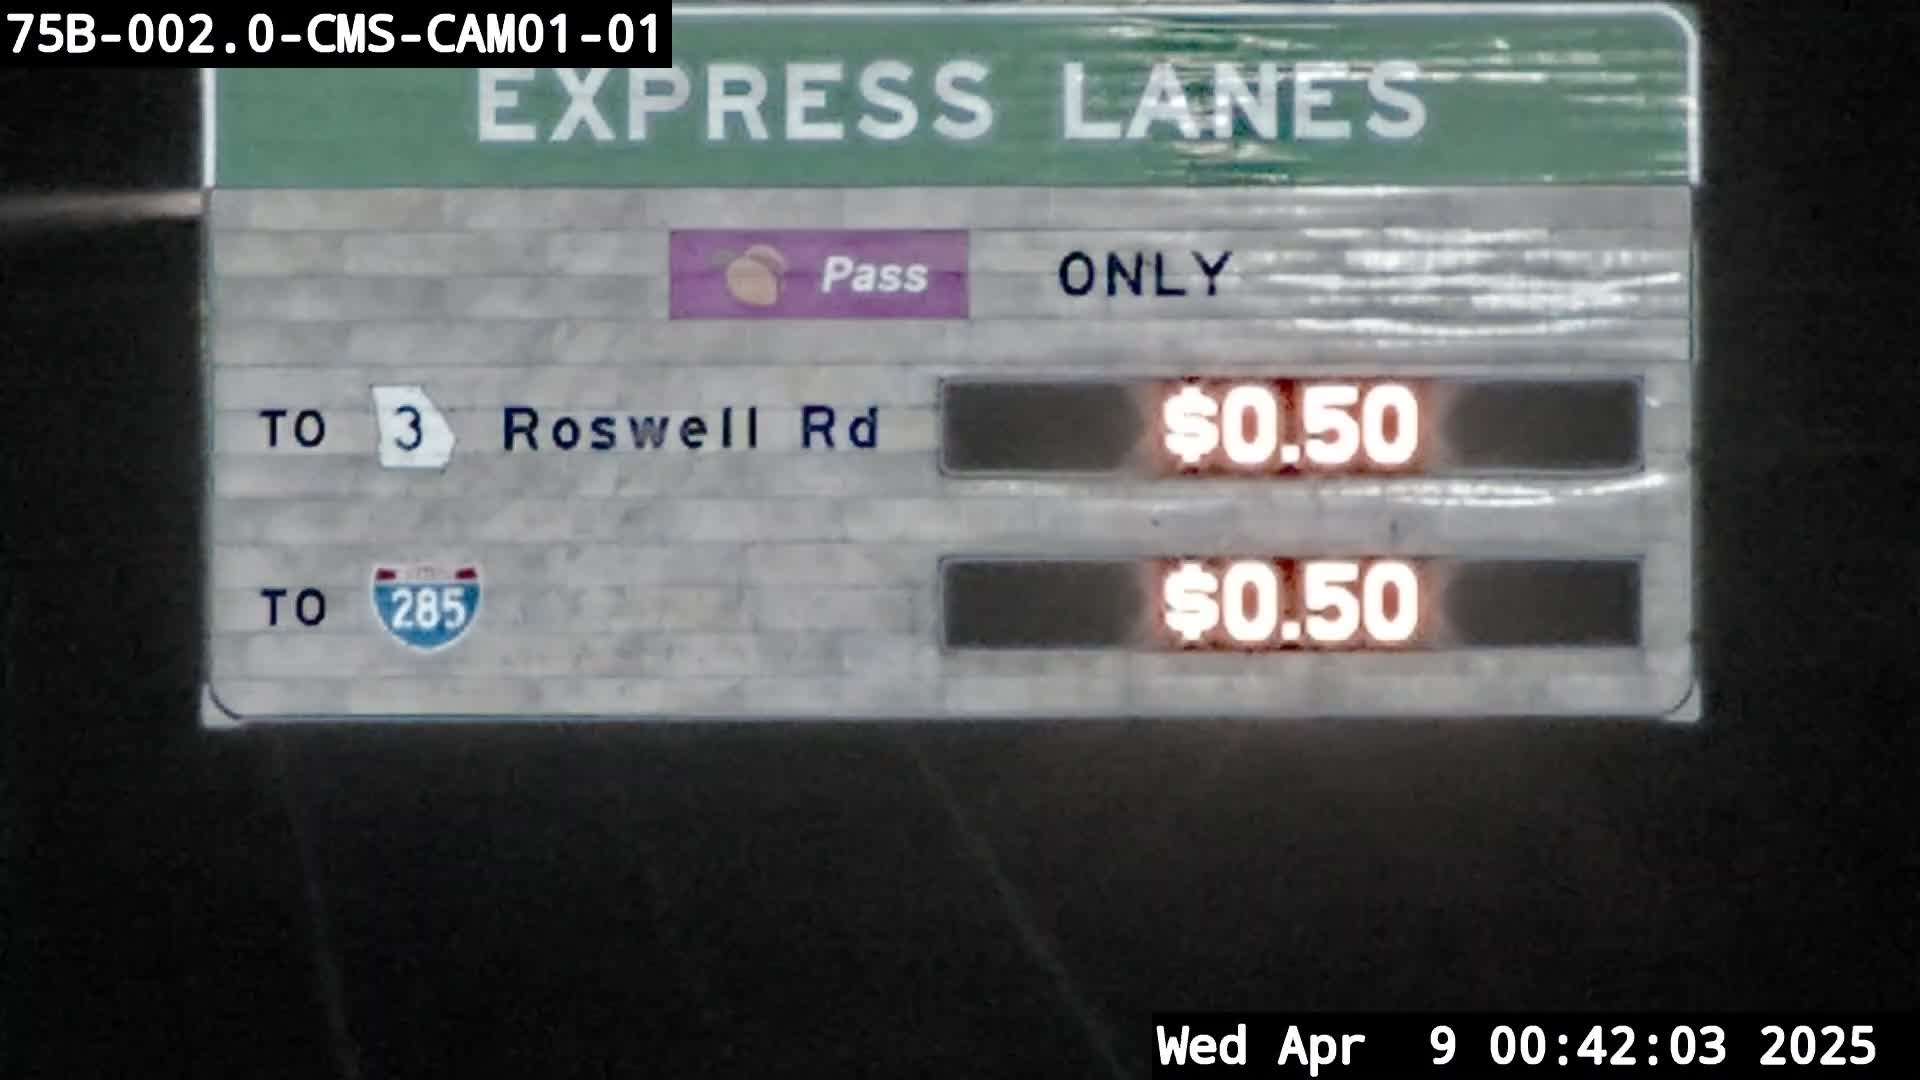 75B-002.0-CMS-CAM01-01
EXPRESS LANES
Pass ONLY
TO 3 Roswell Rd $0.50
TO 285 $0.50
Wed Apr 9 00:42:03 2025